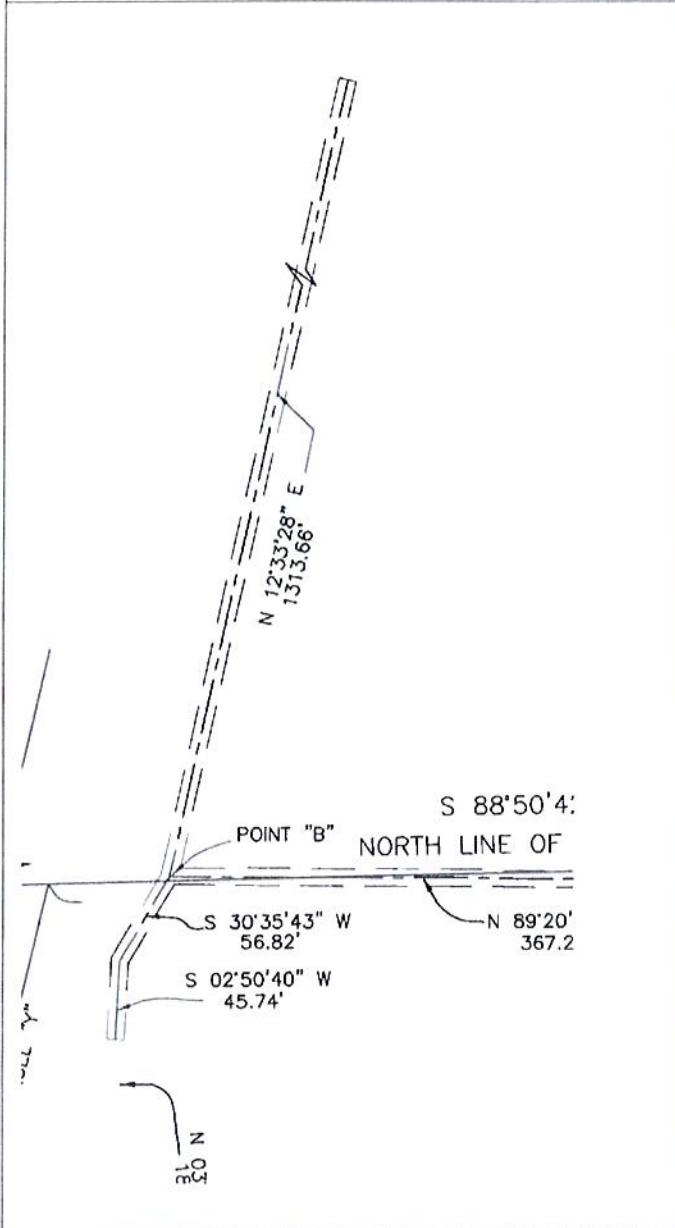 N 12°33'28" E
1313.66'
S 88°50'4
POINT "B"
NORTH LINE OF
S 30°35'43" W
56.82'
N 89°20'
367.2
S 02°50'40" W
45.74'
N 03